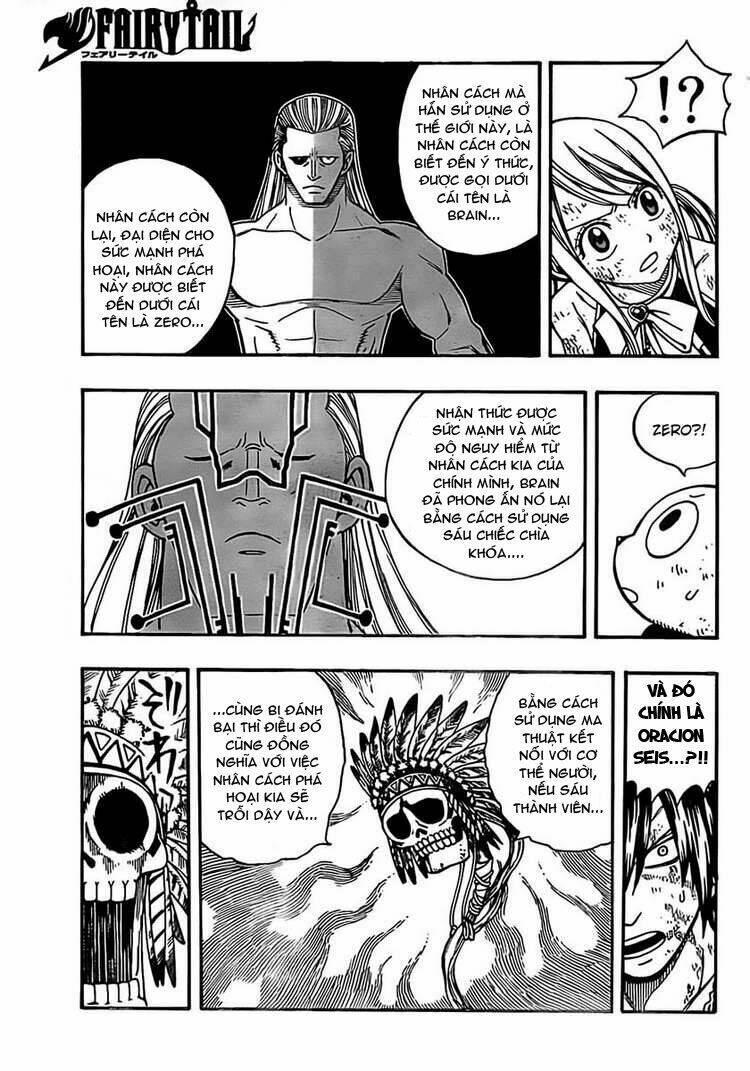 FAIRY TAIL
フェアリーテイル
!?
NHÂN CÁCH MÀ
HẮN SỬ DỤNG Ở
THẾ GIỚI NÀY, LÀ
NHÂN CÁCH CÒN
BIẾT ĐẾN Ý THỨC,
ĐƯỢC GỌI DƯỚI
CÁI TÊN LÀ
BRAIN...
NHÂN CÁCH CÒN
LẠI, ĐẠI DIỆN CHO
SỨC MẠNH PHÁ
HOẠI, NHÂN CÁCH
NÀY ĐƯỢC BIẾT
ĐẾN DƯỚI CÁI
TÊN LÀ ZERO...
ZERO?!
NHẬN THỨC ĐƯỢC
SỨC MẠNH VÀ MỨC
ĐỘ NGUY HIỂM TỪ
NHÂN CÁCH KIA CỦA
CHÍNH MÌNH, BRAIN
ĐÃ PHONG ẤN NÓ LẠI
BẰNG CÁCH SỬ DỤNG
SÁU CHIẾC CHÌA
KHÓA....
VÀ ĐÓ
CHÍNH LÀ
ORACION
SEIS...?!!
BẰNG CÁCH
SỬ DỤNG MA
THUẬT KẾT
NỐI VỚI CƠ
THỂ NGƯỜI,
NẾU SÁU
THÀNH VIÊN...
...CÙNG BỊ ĐÁNH
BẠI THÌ ĐIỀU ĐÓ
CŨNG ĐỒNG
NGHĨA VỚI VIỆC
NHÂN CÁCH PHÁ
HOẠI KIA SẼ
TRỖI DẬY VÀ...